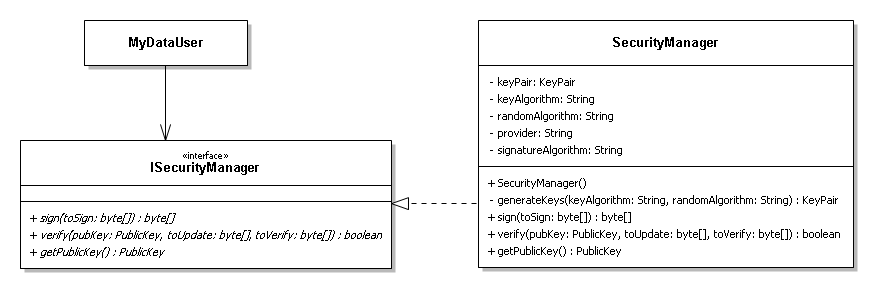 MyDataUser
«interface»
ISecurityManager
+ sign(toSign: byte[]) : byte[]
+ verify(pubKey: PublicKey, toUpdate: byte[], toVerify: byte[]) : boolean
+ getPublicKey() : PublicKey
SecurityManager
- keyPair: KeyPair
- keyAlgorithm: String
- randomAlgorithm: String
- provider: String
- signatureAlgorithm: String
+ SecurityManager()
- generateKeys(keyAlgorithm: String, randomAlgorithm: String) : KeyPair
+ sign(toSign: byte[]) : byte[]
+ verify(pubKey: PublicKey, toUpdate: byte[], toVerify: byte[]) : boolean
+ getPublicKey() : PublicKey